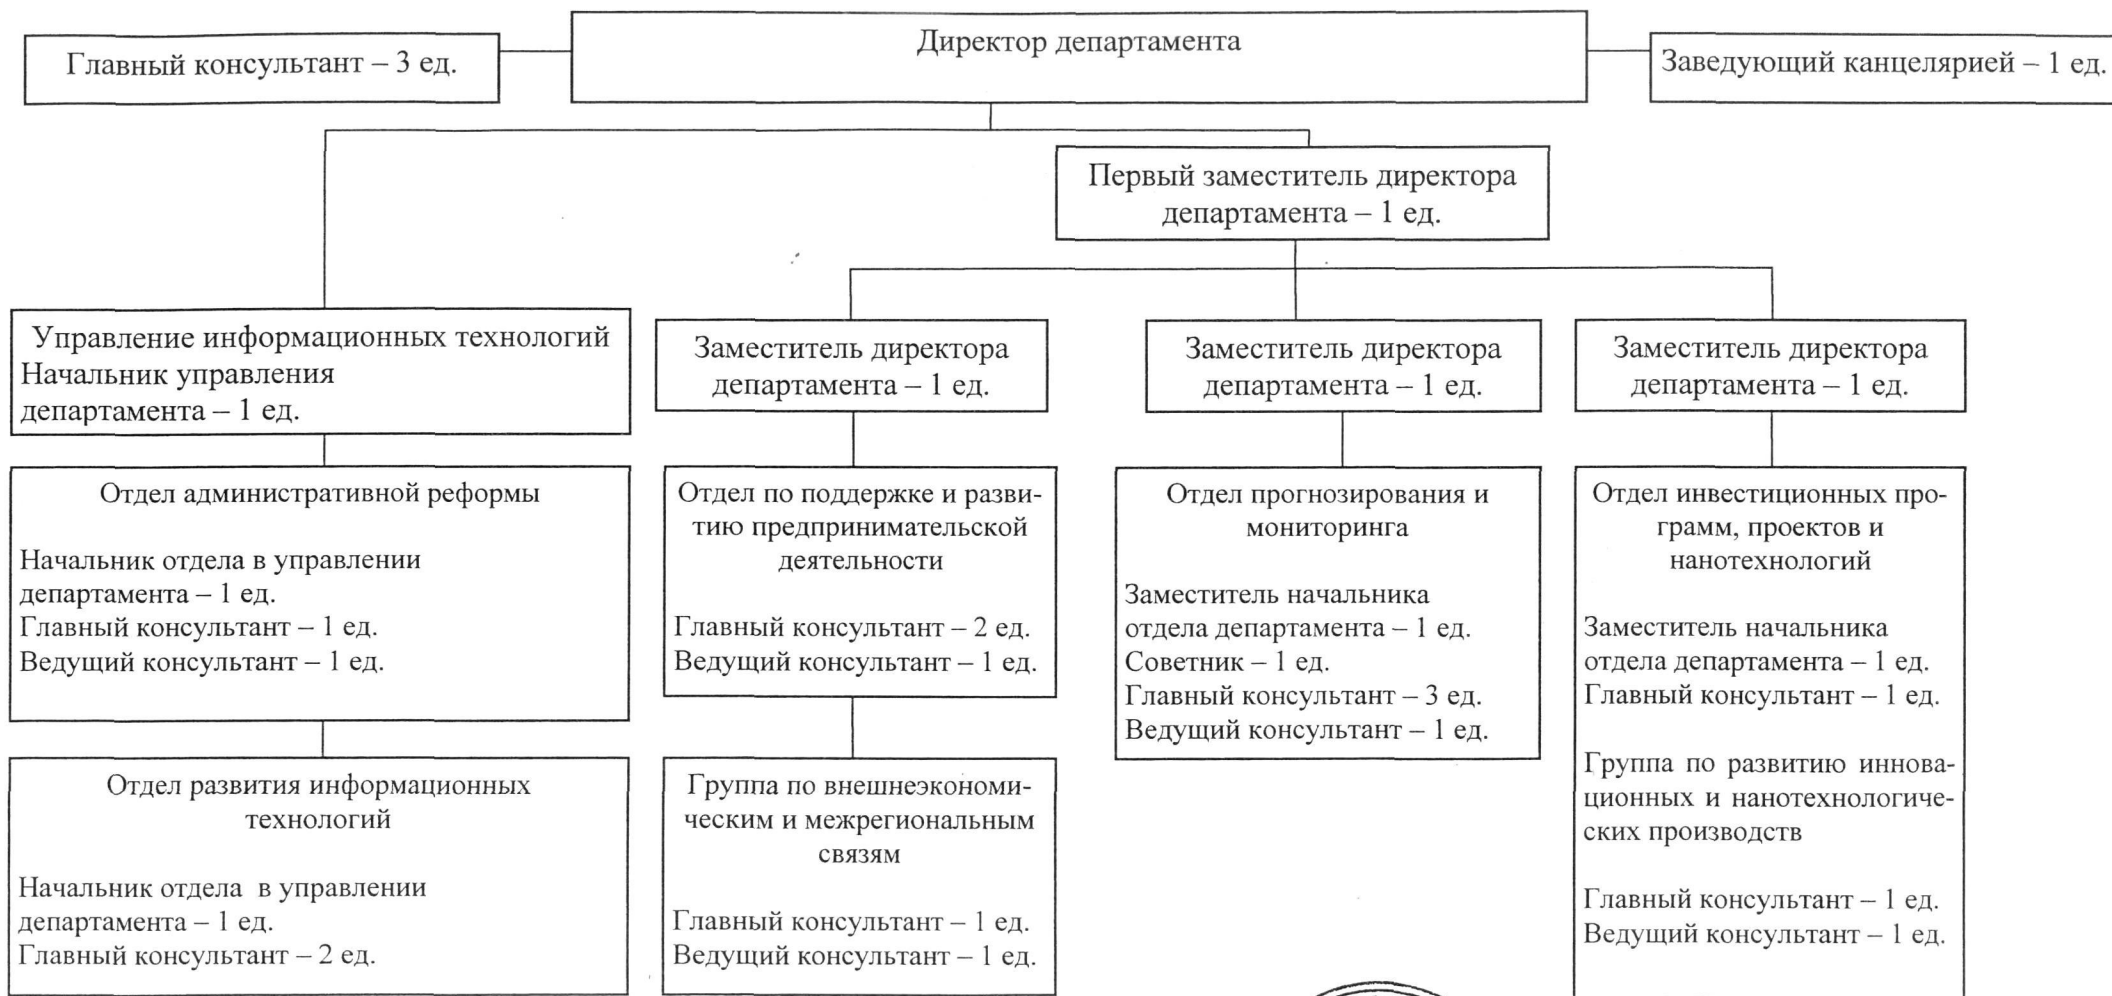 Директор департамента
Главный консультант – 3 ед.
Заведующий канцелярией – 1 ед.
Первый заместитель директора
департамента – 1 ед.
Управление информационных технологий
Начальник управления
департамента – 1 ед.
Заместитель директора
департамента – 1 ед.
Заместитель директора
департамента – 1 ед.
Заместитель директора
департамента – 1 ед.
Отдел административной реформы
Начальник отдела в управлении
департамента – 1 ед.
Главный консультант – 1 ед.
Ведущий консультант – 1 ед.
Отдел по поддержке и разви-
тию предпринимательской
деятельности
Главный консультант – 2 ед.
Ведущий консультант – 1 ед.
Отдел прогнозирования и
мониторинга
Заместитель начальника
отдела департамента – 1 ед.
Советник – 1 ед.
Главный консультант – 3 ед.
Ведущий консультант – 1 ед.
Отдел инвестиционных про-
грамм, проектов и
нанотехнологий
Заместитель начальника
отдела департамента – 1 ед.
Главный консультант – 1 ед.
Группа по развитию иннова-
ционных и нанотехнологиче-
ских производств
Главный консультант – 1 ед.
Ведущий консультант – 1 ед.
Отдел развития информационных
технологий
Начальник отдела в управлении
департамента – 1 ед.
Главный консультант – 2 ед.
Группа по внешнеэкономи-
ческим и межрегиональным
связям
Главный консультант – 1 ед.
Ведущий консультант – 1 ед.